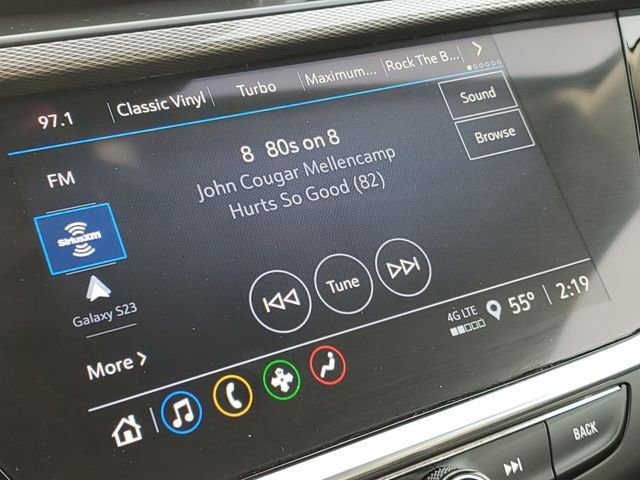 97.1 Classic Vinyl Turbo Maximum... Rock The B...
Sound
Browse
FM
8 80s on 8
John Cougar Mellencamp
Hurts So Good (82)
SiriusXM
Galaxy S23
Tune
More
4G LTE 55° 2:19
BACK